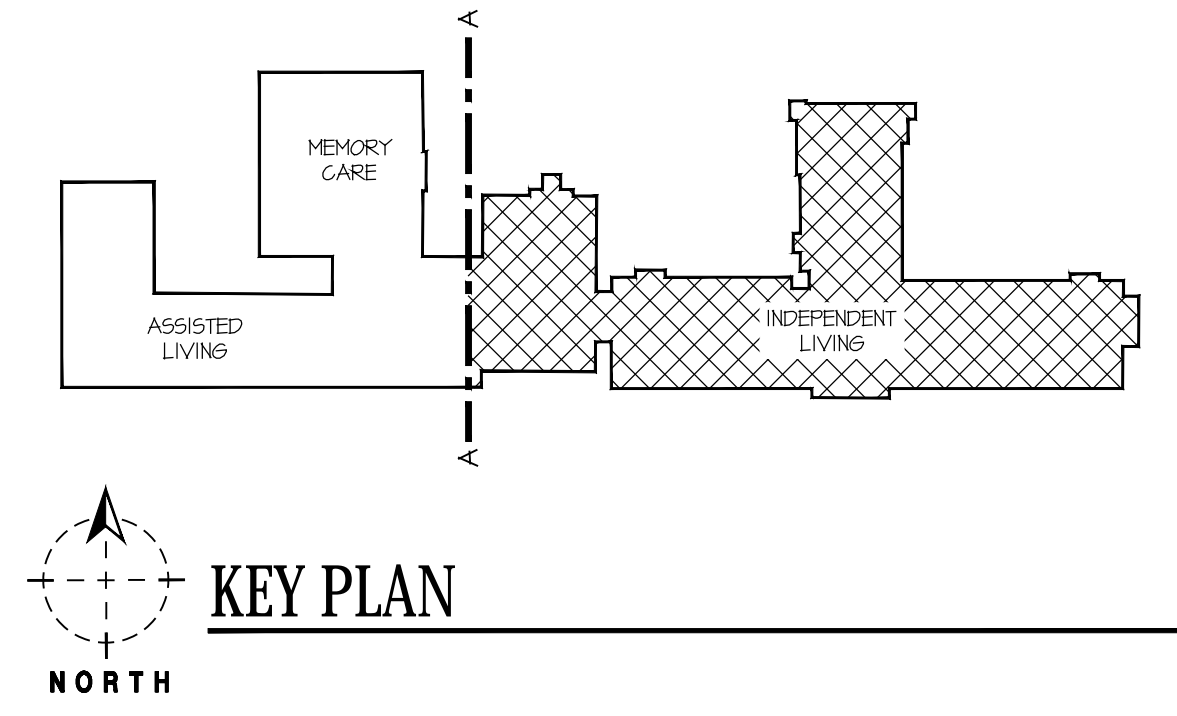 A
MEMORY
CARE
ASSISTED
LIVING
INDEPENDENT
LIVING
A
KEY PLAN
NORTH